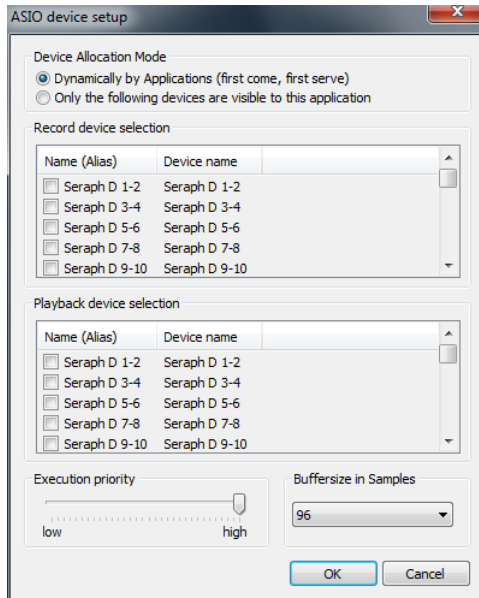 ASIO device setup
Device Allocation Mode
Dynamically by Applications (first come, first serve)
Only the following devices are visible to this application
Record device selection
Name (Alias) Device name
Seraph D 1-2 Seraph D 1-2
Seraph D 3-4 Seraph D 3-4
Seraph D 5-6 Seraph D 5-6
Seraph D 7-8 Seraph D 7-8
Seraph D 9-10 Seraph D 9-10
Playback device selection
Name (Alias) Device name
Seraph D 1-2 Seraph D 1-2
Seraph D 3-4 Seraph D 3-4
Seraph D 5-6 Seraph D 5-6
Seraph D 7-8 Seraph D 7-8
Seraph D 9-10 Seraph D 9-10
Execution priority
low high
Buffersize in Samples
96
OK Cancel